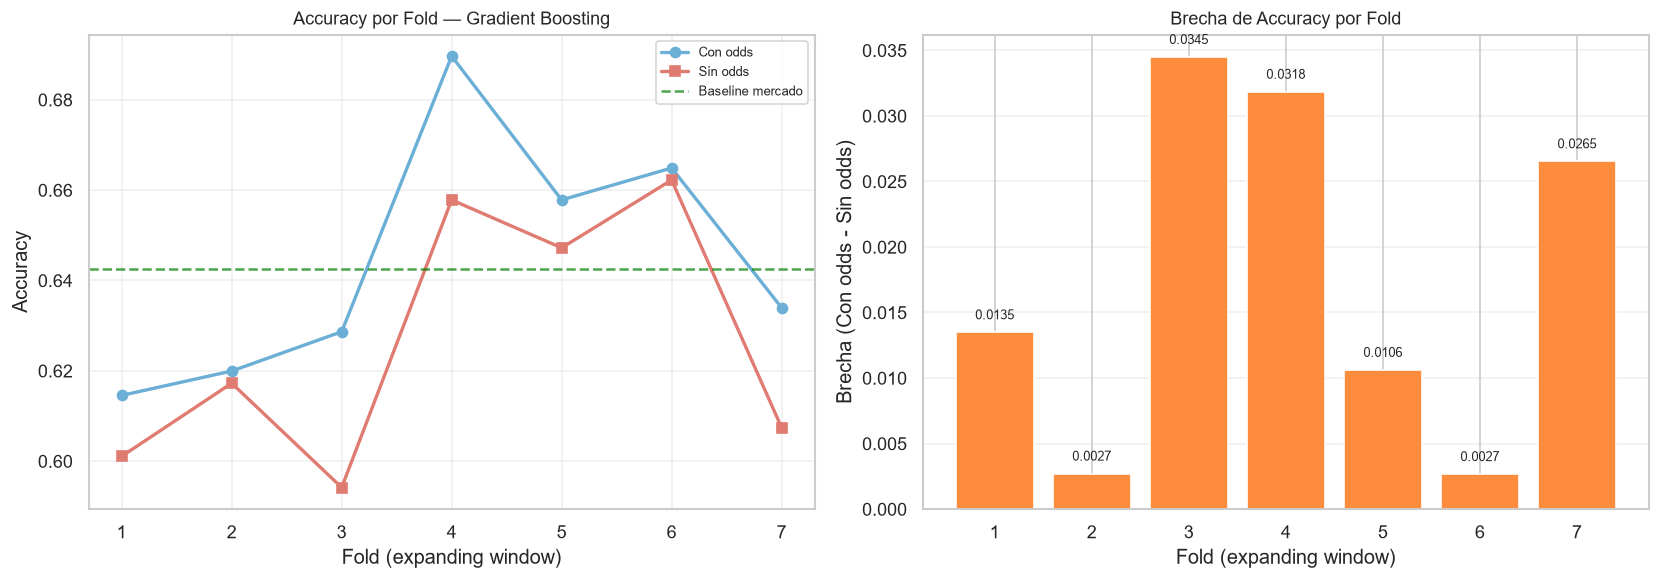 Accuracy por Fold — Gradient Boosting
Con odds
Sin odds
Baseline mercado
Accuracy
0.68
0.66
0.64
0.62
0.60
1 2 3 4 5 6 7
Fold (expanding window)
Brecha de Accuracy por Fold
Brecha (Con odds - Sin odds)
0.035
0.030
0.025
0.020
0.015
0.010
0.005
0.000
0.0135
0.0027
0.0345
0.0318
0.0106
0.0027
0.0265
1 2 3 4 5 6 7
Fold (expanding window)